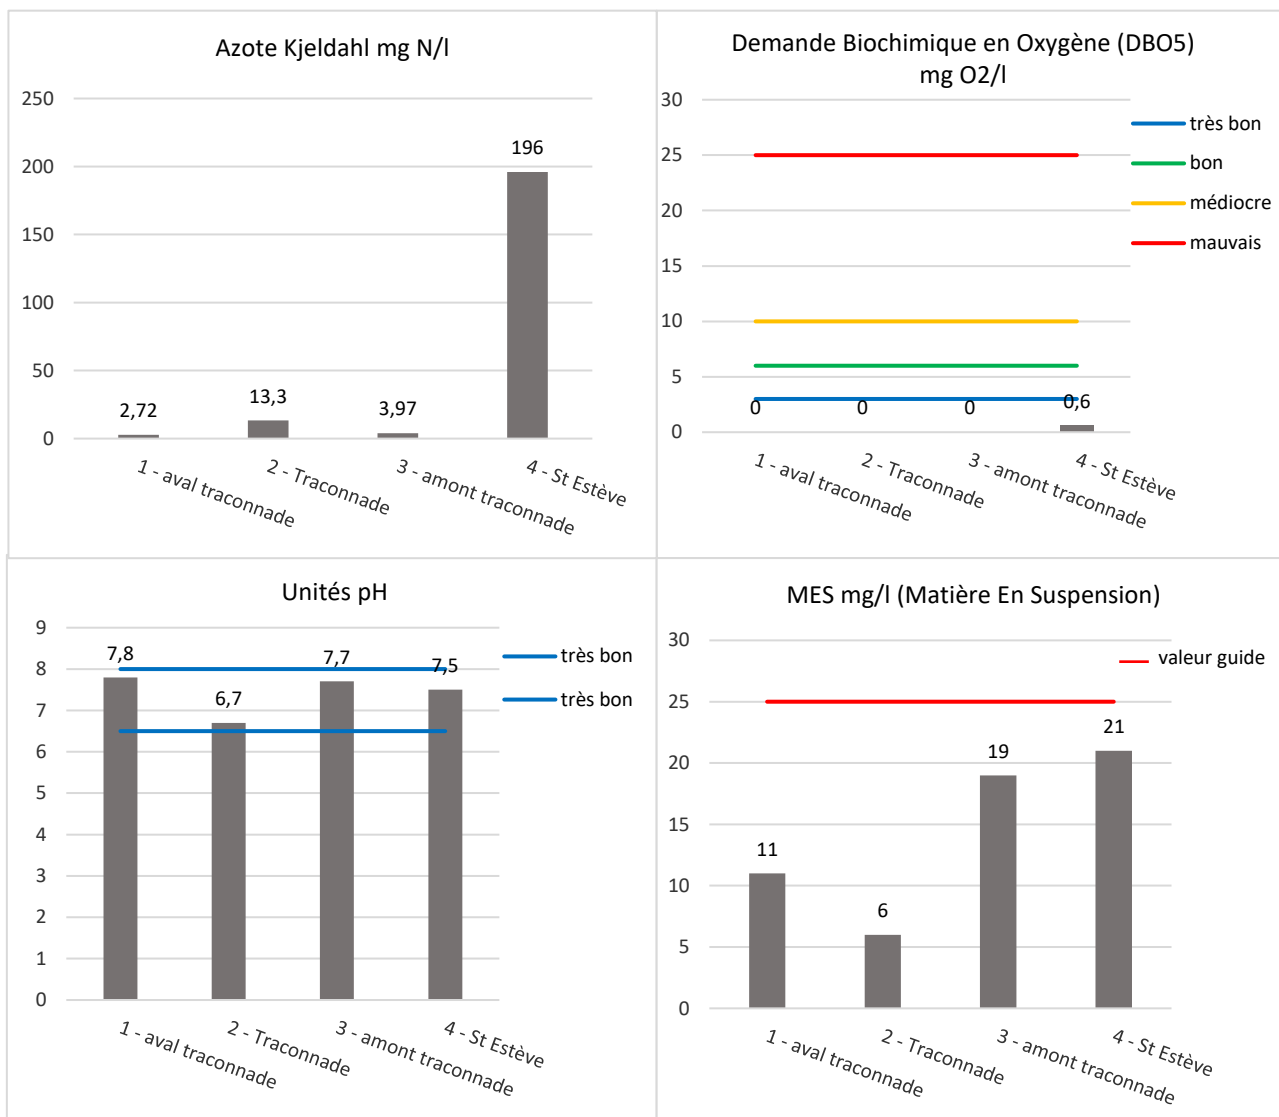 Azote Kjeldahl mg N/l
250
200
150
100
50
0
2,72
13,3
3,97
196
1 - aval traconnade
2 - Traconnade
3 - amont traconnade
4 - St Estève
Demande Biochimique en Oxygène (DBO5)
mg O2/l
30
25
20
15
10
5
0
0
0
0
0,6
très bon
bon
médiocre
mauvais
1 - aval traconnade
2 - Traconnade
3 - amont traconnade
4 - St Estève
Unités pH
9
8
7
6
5
4
3
2
1
0
7,8
6,7
7,7
7,5
très bon
très bon
1 - aval traconnade
2 - Traconnade
3 - amont traconnade
4 - St Estève
MES mg/l (Matière En Suspension)
30
25
20
15
10
5
0
11
6
19
21
valeur guide
1 - aval traconnade
2 - Traconnade
3 - amont traconnade
4 - St Estève